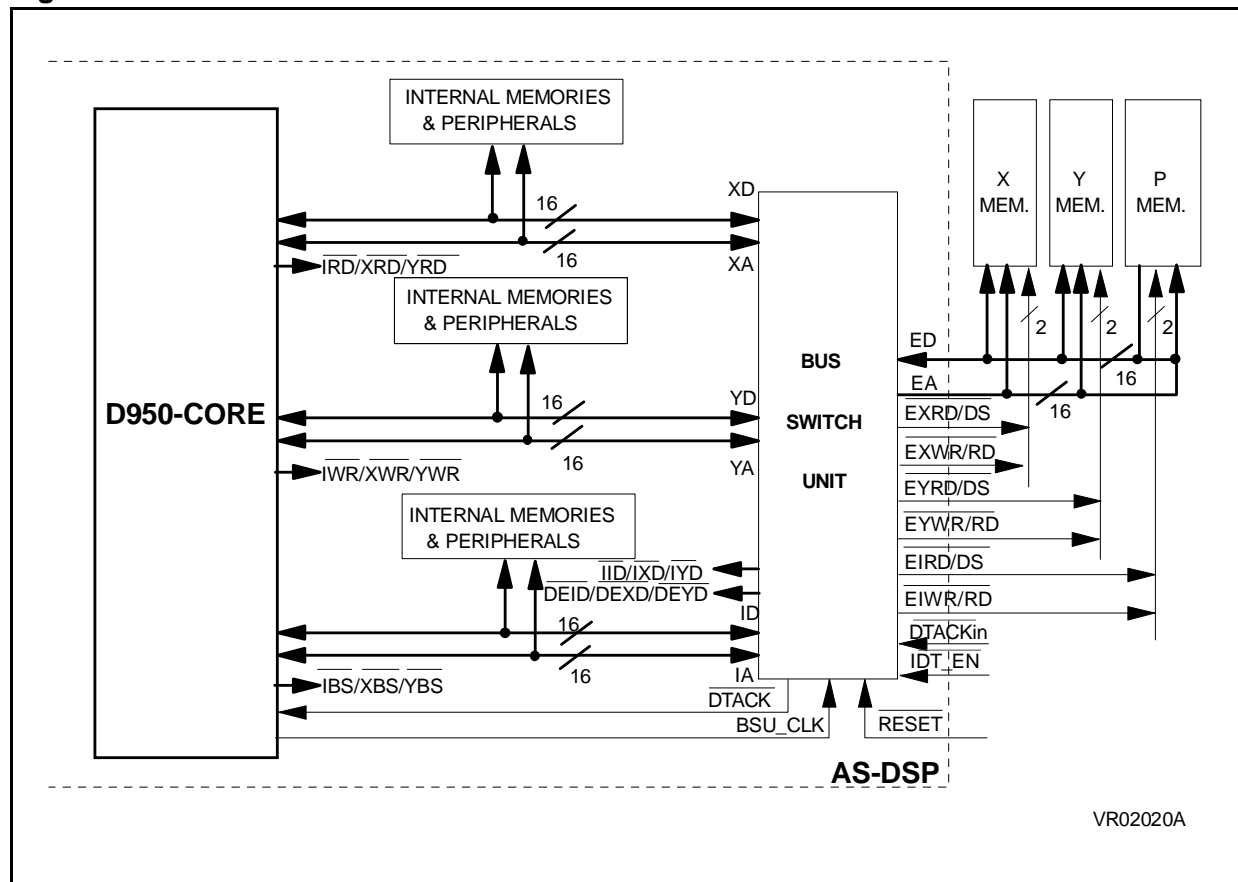 INTERNAL MEMORIES
& PERIPHERALS
X
MEM.
Y
MEM.
P
MEM.
XD
16
16
XA
IRD/XRD/YRD
2
2
2
INTERNAL MEMORIES
& PERIPHERALS
ED
16
EA
16
BUS
SWITCH
UNIT
D950-CORE
YD
16
16
YA
IWR/XWR/YWR
EXRD/DS
EXWR/RD
EYRD/DS
EYWR/RD
EIRD/DS
EIWR/RD
DTACKin
IDT_EN
INTERNAL MEMORIES
& PERIPHERALS
IID/IXD/IYD
DEID/DEXD/DEYD
ID
16
16
IA
IBS/XBS/YBS
DTACK
BSU_CLK
RESET
AS-DSP
VR02020A